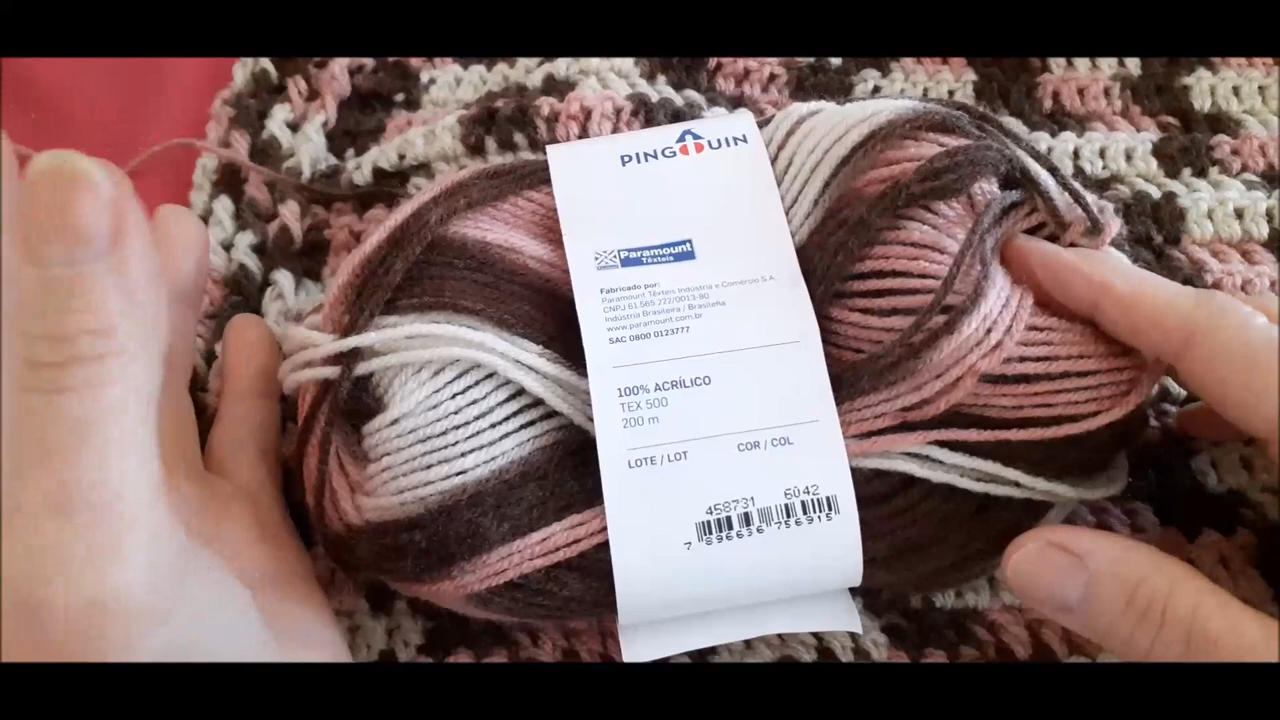 PINGOUIN
Paramount
Têxteis
Fabricado por:
Paramount Têxteis Indústria e Comércio S.A.
CNPJ 61.565.222/0013-80
Indústria Brasileira / Brasileña
www.paramount.com.br
SAC 0800 0123777
100% ACRÍLICO
TEX 500
200 m
LOTE / LOT COR / COL
458731 6042
7 896636 756915